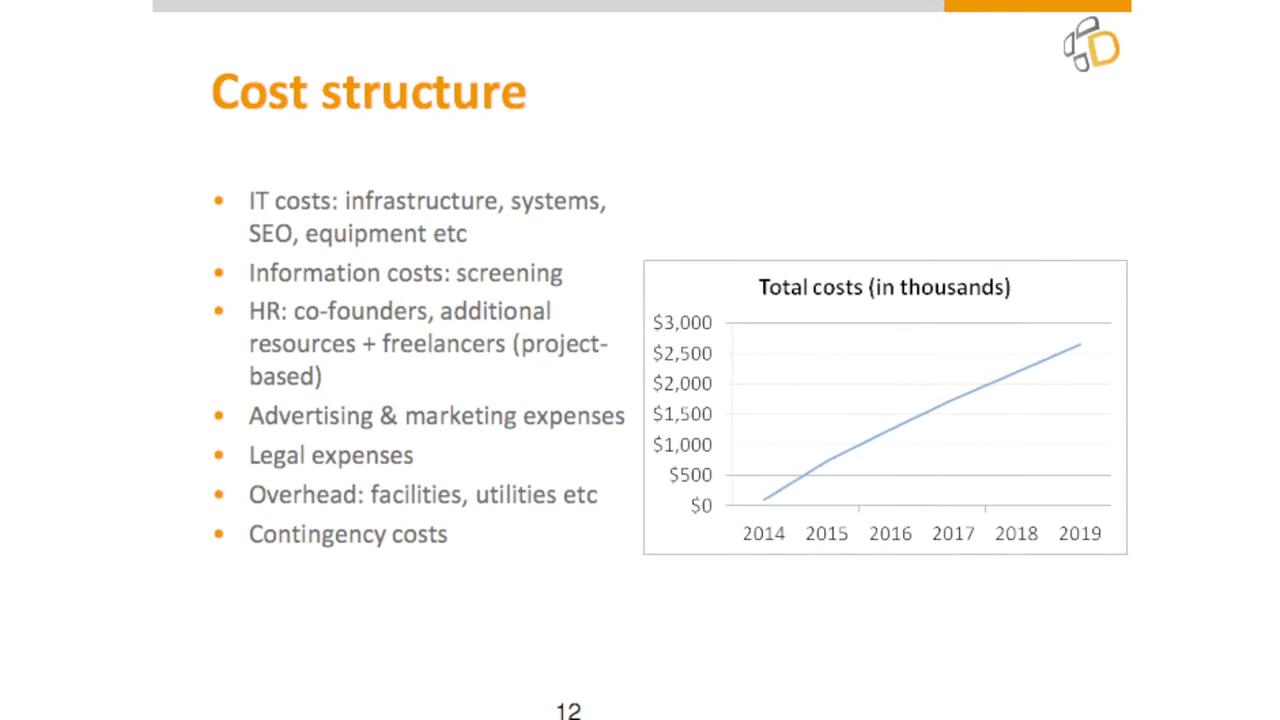 D
Cost structure
• IT costs: infrastructure, systems,
SEO, equipment etc
• Information costs: screening
• HR: co-founders, additional
resources + freelancers (project-
based)
• Advertising & marketing expenses
• Legal expenses
• Overhead: facilities, utilities etc
• Contingency costs
Total costs (in thousands)
$3,000
$2,500
$2,000
$1,500
$1,000
$500
$0
2014 2015 2016 2017 2018 2019
12